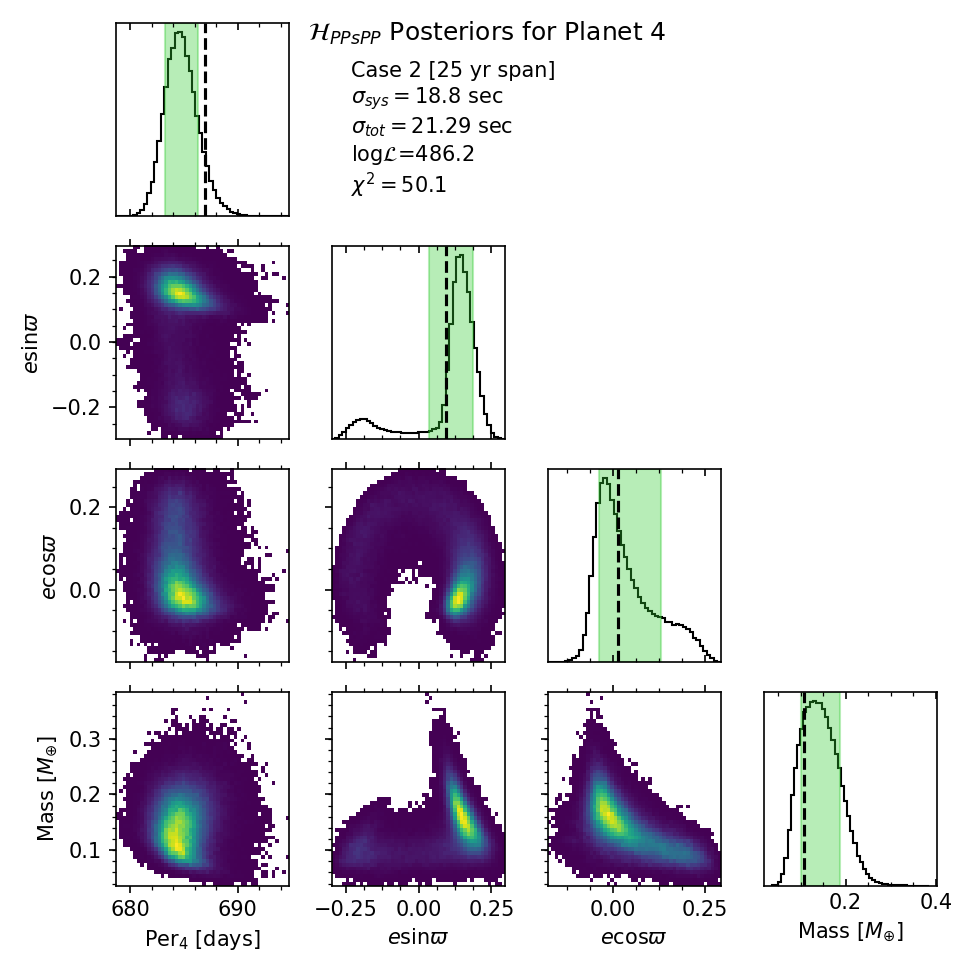 𝓗PPsPP Posteriors for Planet 4
Case 2 [25 yr span]
σsys = 18.8 sec
σtot = 21.29 sec
logℒ=486.2
χ² = 50.1
esinϖ
0.2
0.0
−0.2
ecosϖ
0.2
0.0
Mass [M⊕]
0.3
0.2
0.1
680 690
−0.25 0.00 0.25
0.00 0.25
0.2 0.4
Per₄ [days]
esinϖ
ecosϖ
Mass [M⊕]